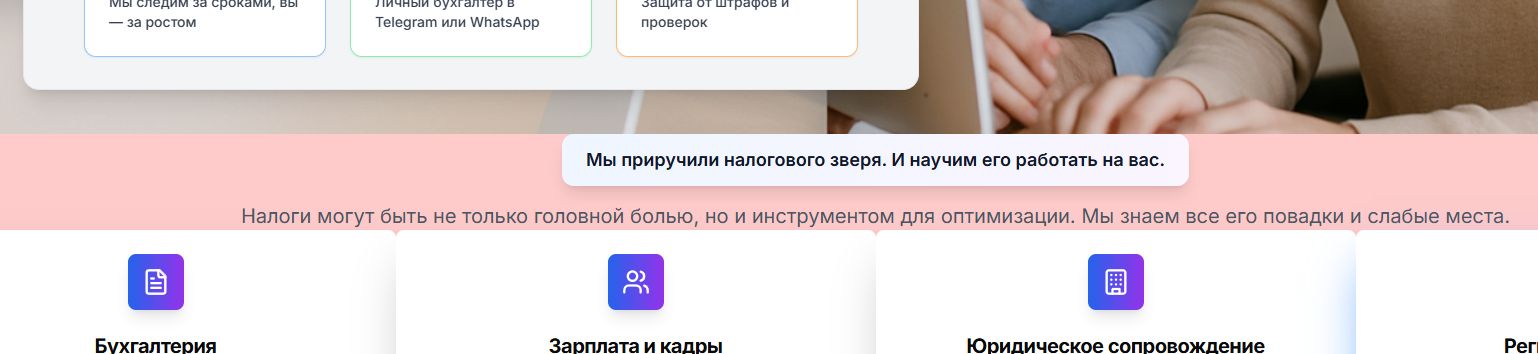 Мы следим за сроками, вы
— за ростом
Личный бухгалтер в
Telegram или WhatsApp
Защита от штрафов и
проверок
Мы приручили налогового зверя. И научим его работать на вас.
Налоги могут быть не только головной болью, но и инструментом для оптимизации. Мы знаем все его повадки и слабые места.
Бухгалтерия
Зарплата и кадры
Юридическое сопровождение